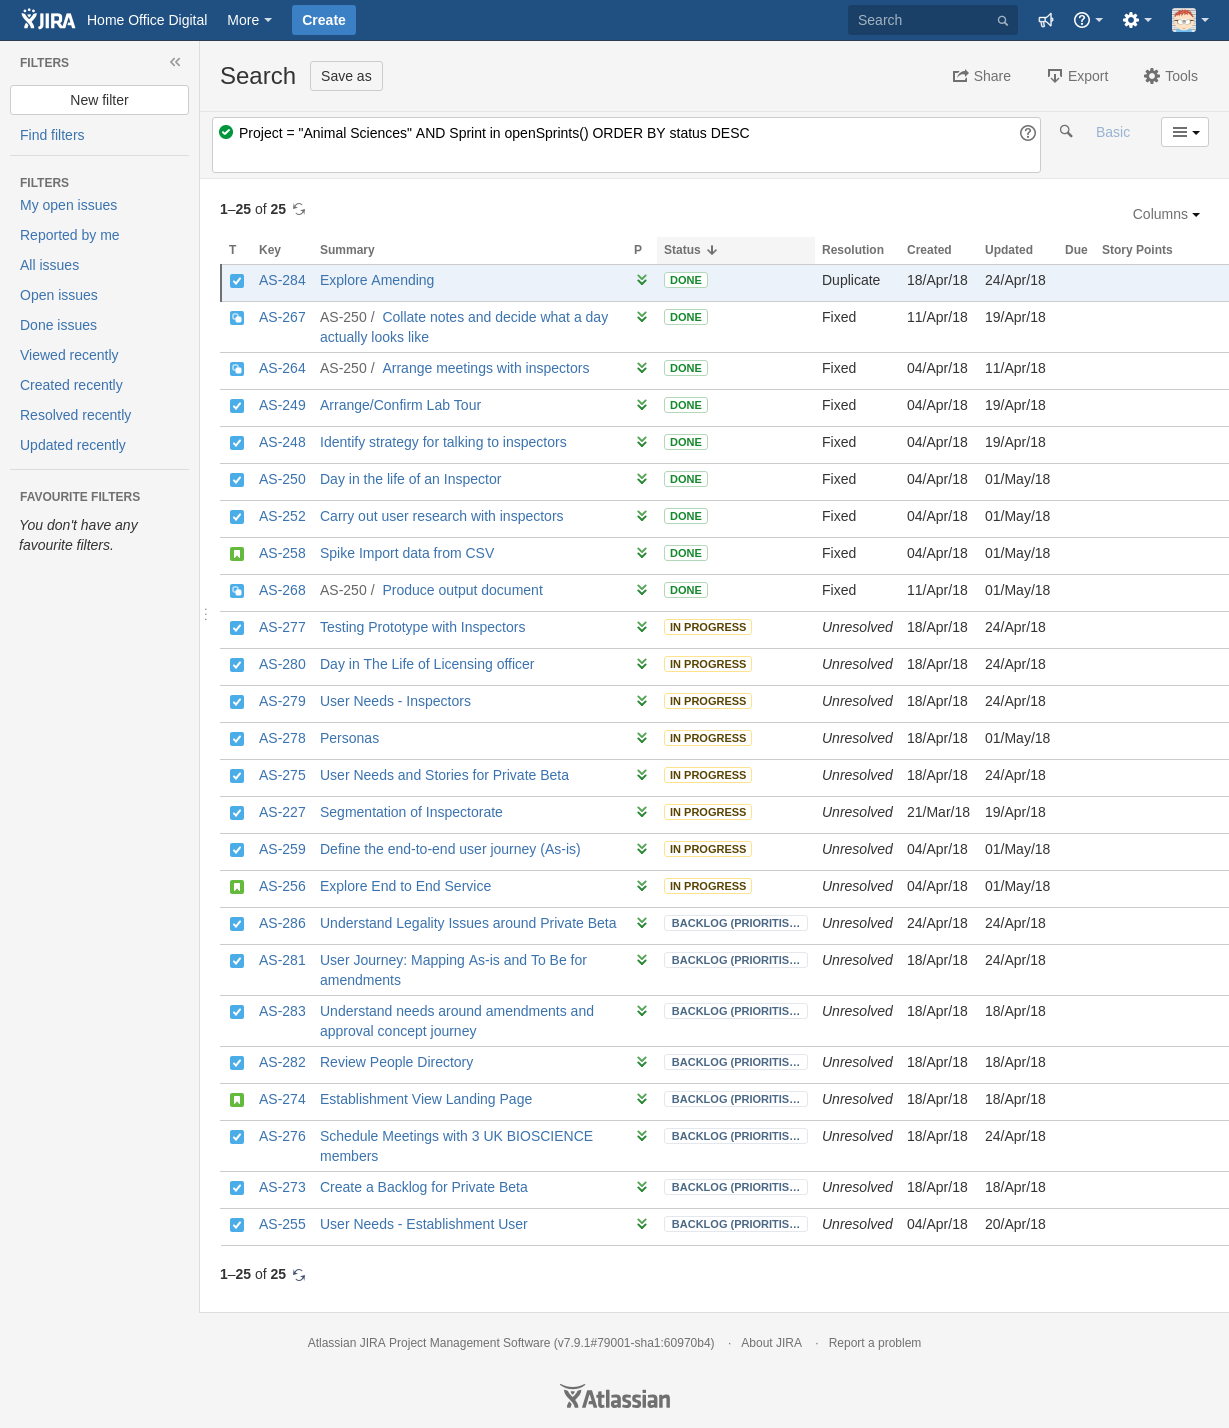 JIRA Home Office Digital More Create Search
FILTERS
New filter
Find filters
FILTERS
My open issues
Reported by me
All issues
Open issues
Done issues
Viewed recently
Created recently
Resolved recently
Updated recently
FAVOURITE FILTERS
You don't have any
favourite filters.
Search Save as Share Export Tools
Project = "Animal Sciences" AND Sprint in openSprints() ORDER BY status DESC Basic
1–25 of 25
Columns
T Key Summary P Status Resolution Created Updated Due Story Points
AS-284 Explore Amending DONE Duplicate 18/Apr/18 24/Apr/18
AS-267 AS-250 / Collate notes and decide what a day DONE Fixed 11/Apr/18 19/Apr/18
actually looks like
AS-264 AS-250 / Arrange meetings with inspectors DONE Fixed 04/Apr/18 11/Apr/18
AS-249 Arrange/Confirm Lab Tour DONE Fixed 04/Apr/18 19/Apr/18
AS-248 Identify strategy for talking to inspectors DONE Fixed 04/Apr/18 19/Apr/18
AS-250 Day in the life of an Inspector DONE Fixed 04/Apr/18 01/May/18
AS-252 Carry out user research with inspectors DONE Fixed 04/Apr/18 01/May/18
AS-258 Spike Import data from CSV DONE Fixed 04/Apr/18 01/May/18
AS-268 AS-250 / Produce output document DONE Fixed 11/Apr/18 01/May/18
AS-277 Testing Prototype with Inspectors IN PROGRESS Unresolved 18/Apr/18 24/Apr/18
AS-280 Day in The Life of Licensing officer IN PROGRESS Unresolved 18/Apr/18 24/Apr/18
AS-279 User Needs - Inspectors IN PROGRESS Unresolved 18/Apr/18 24/Apr/18
AS-278 Personas IN PROGRESS Unresolved 18/Apr/18 01/May/18
AS-275 User Needs and Stories for Private Beta IN PROGRESS Unresolved 18/Apr/18 24/Apr/18
AS-227 Segmentation of Inspectorate IN PROGRESS Unresolved 21/Mar/18 19/Apr/18
AS-259 Define the end-to-end user journey (As-is) IN PROGRESS Unresolved 04/Apr/18 01/May/18
AS-256 Explore End to End Service IN PROGRESS Unresolved 04/Apr/18 01/May/18
AS-286 Understand Legality Issues around Private Beta BACKLOG (PRIORITIS... Unresolved 24/Apr/18 24/Apr/18
AS-281 User Journey: Mapping As-is and To Be for BACKLOG (PRIORITIS... Unresolved 18/Apr/18 24/Apr/18
amendments
AS-283 Understand needs around amendments and BACKLOG (PRIORITIS... Unresolved 18/Apr/18 18/Apr/18
approval concept journey
AS-282 Review People Directory BACKLOG (PRIORITIS... Unresolved 18/Apr/18 18/Apr/18
AS-274 Establishment View Landing Page BACKLOG (PRIORITIS... Unresolved 18/Apr/18 18/Apr/18
AS-276 Schedule Meetings with 3 UK BIOSCIENCE BACKLOG (PRIORITIS... Unresolved 18/Apr/18 24/Apr/18
members
AS-273 Create a Backlog for Private Beta BACKLOG (PRIORITIS... Unresolved 18/Apr/18 18/Apr/18
AS-255 User Needs - Establishment User BACKLOG (PRIORITIS... Unresolved 04/Apr/18 20/Apr/18
1–25 of 25
Atlassian JIRA Project Management Software (v7.9.1#79001-sha1:60970b4) · About JIRA · Report a problem
Atlassian